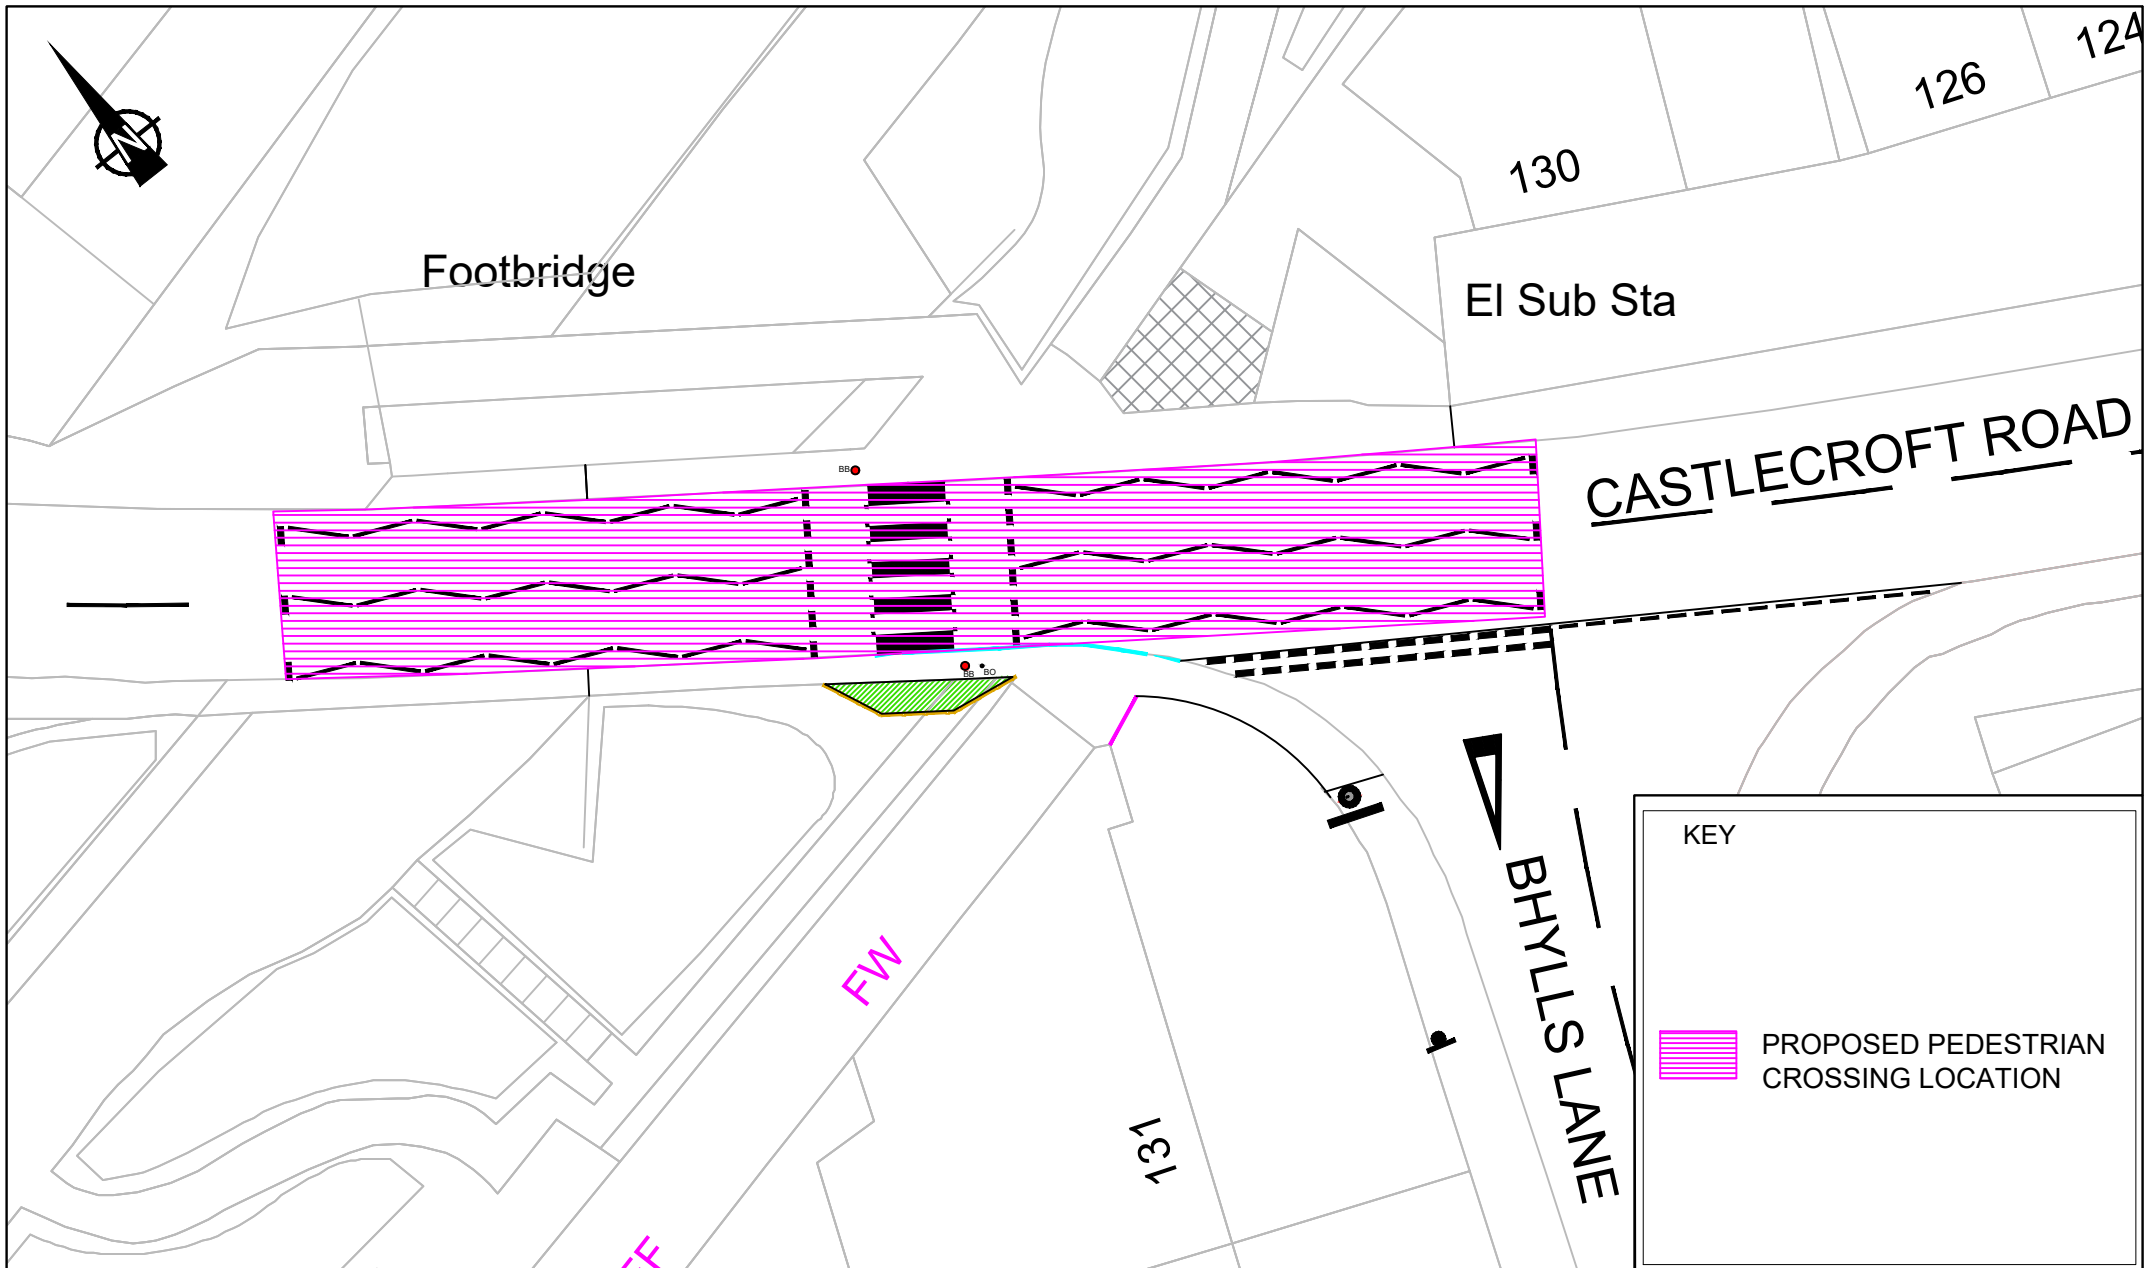 124
126
130
N
Footbridge
El Sub Sta
CASTLECROFT ROAD
BB
BB
BO
KEY
BHYLLS LANE
FW
PROPOSED PEDESTRIAN
CROSSING LOCATION
131
FF